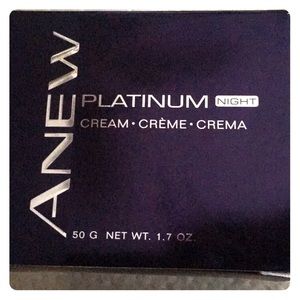 ANEW
PLATINUM NIGHT
CREAM • CRÈME • CREMA
50 G NET WT. 1.7 OZ.